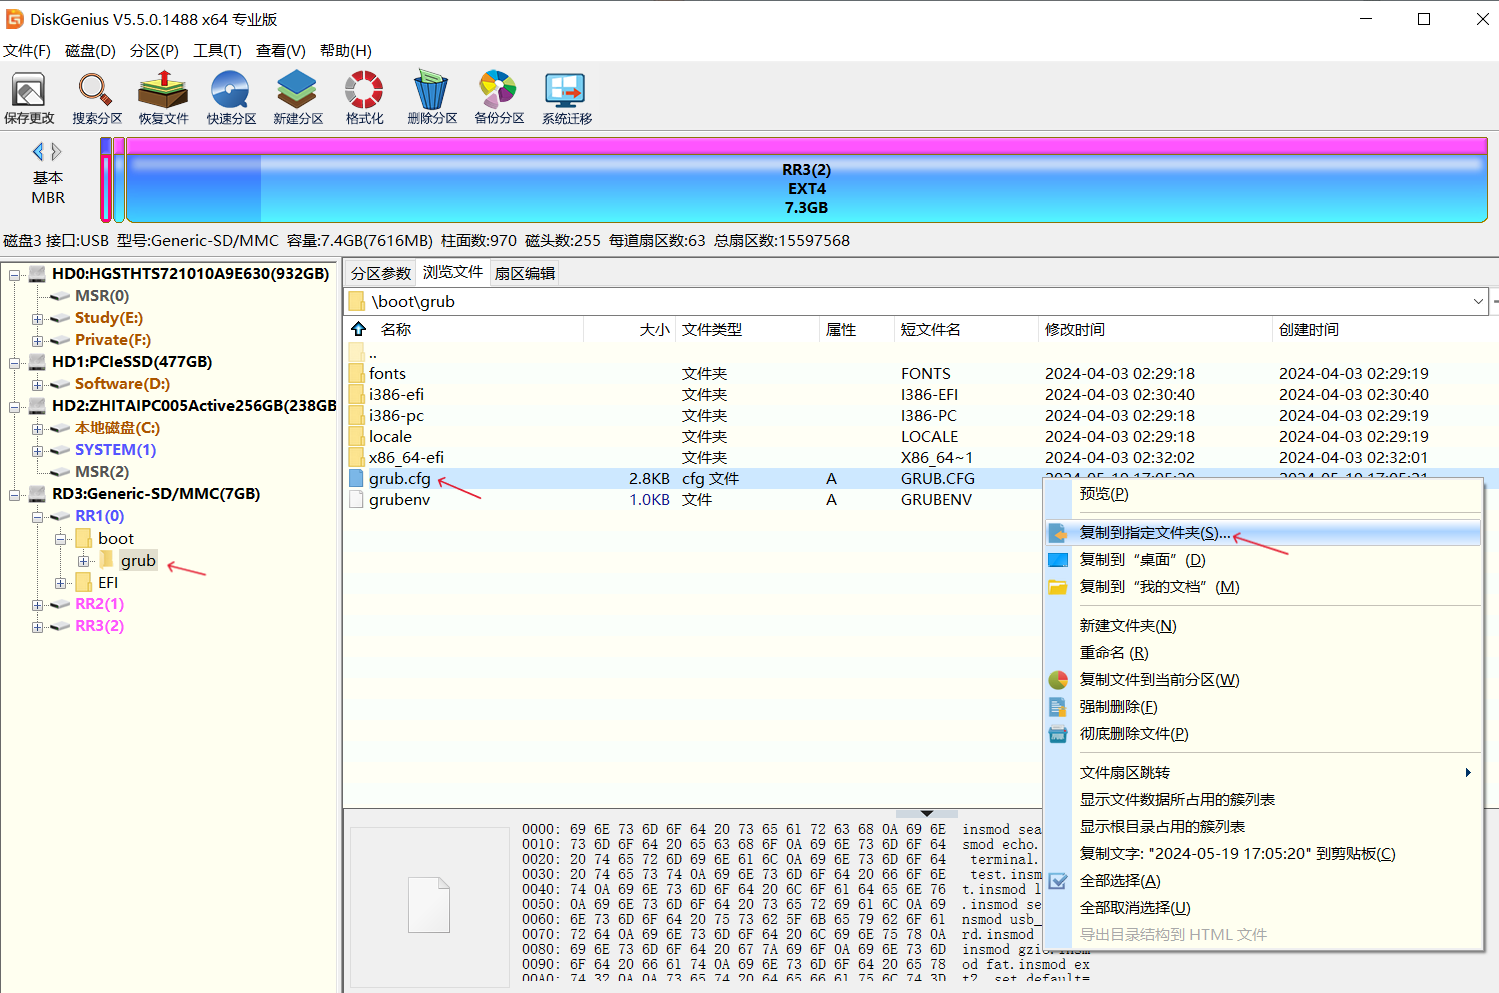 DiskGenius V5.5.0.1488 x64 专业版
文件(F) 磁盘(D) 分区(P) 工具(T) 查看(V) 帮助(H)
保存更改 搜索分区 恢复文件 快速分区 新建分区 格式化 删除分区 备份分区 系统迁移
基本
MBR
RR3(2)
EXT4
7.3GB
磁盘3 接口:USB 型号:Generic-SD/MMC 容量:7.4GB(7616MB) 柱面数:970 磁头数:255 每道扇区数:63 总扇区数:15597568
HD0:HGSTHTS721010A9E630(932GB)
MSR(0)
Study(E:)
Private(F:)
HD1:PCIeSSD(477GB)
Software(D:)
HD2:ZHITAIPC005Active256GB(238GB
本地磁盘(C:)
SYSTEM(1)
MSR(2)
RD3:Generic-SD/MMC(7GB)
RR1(0)
boot
grub
EFI
RR2(1)
RR3(2)
分区参数 浏览文件 扇区编辑
\boot\grub
名称 大小 文件类型 属性 短文件名 修改时间 创建时间
..
fonts 文件夹 FONTS 2024-04-03 02:29:18 2024-04-03 02:29:19
i386-efi 文件夹 I386-EFI 2024-04-03 02:30:40 2024-04-03 02:30:40
i386-pc 文件夹 I386-PC 2024-04-03 02:29:18 2024-04-03 02:29:19
locale 文件夹 LOCALE 2024-04-03 02:29:18 2024-04-03 02:29:19
x86_64-efi 文件夹 X86_64~1 2024-04-03 02:32:02 2024-04-03 02:32:01
grub.cfg 2.8KB cfg 文件 A GRUB.CFG 2024-05-19 17:05:20 2024-05-19 17:05:21
grubenv 1.0KB 文件 A GRUBENV
预览(P)
复制到指定文件夹(S)...
复制到“桌面”(D)
复制到“我的文档”(M)
新建文件夹(N)
重命名 (R)
复制文件到当前分区(W)
强制删除(F)
彻底删除文件(P)
文件扇区跳转
显示文件数据所占用的簇列表
显示根目录占用的簇列表
复制文字: "2024-05-19 17:05:20" 到剪贴板(C)
全部选择(A)
全部取消选择(U)
导出目录结构到 HTML 文件
0000: 69 6E 73 6D 6F 64 20 73 65 61 72 63 68 0A 69 6E insmod sea
0010: 73 6D 6F 64 20 65 63 68 6F 0A 69 6E 73 6D 6F 64 smod echo.
0020: 20 74 65 72 6D 69 6E 61 6C 0A 69 6E 73 6D 6F 64 terminal.
0030: 20 74 65 73 74 0A 69 6E 73 6D 6F 64 20 66 6F 6E test.insm
0040: 74 0A 69 6E 73 6D 6F 64 20 6C 6F 61 64 65 6E 76 t.insmod l
0050: 0A 69 6E 73 6D 6F 64 20 73 65 72 69 61 6C 0A 69 .insmod se
0060: 6E 73 6D 6F 64 20 75 73 62 5F 6B 65 79 62 6F 61 nsmod usb_
0070: 72 64 0A 69 6E 73 6D 6F 64 20 6C 69 6E 75 78 0A rd.insmod
0080: 69 6E 73 6D 6F 64 20 67 7A 69 6F 0A 69 6E 73 6D insmod gzio.insm
0090: 6F 64 20 66 61 74 0A 69 6E 73 6D 6F 64 20 65 78 od fat.insmod ex
00A0: 74 32 0A 0A 73 65 74 20 64 65 66 61 75 6C 74 3D t2..set default=